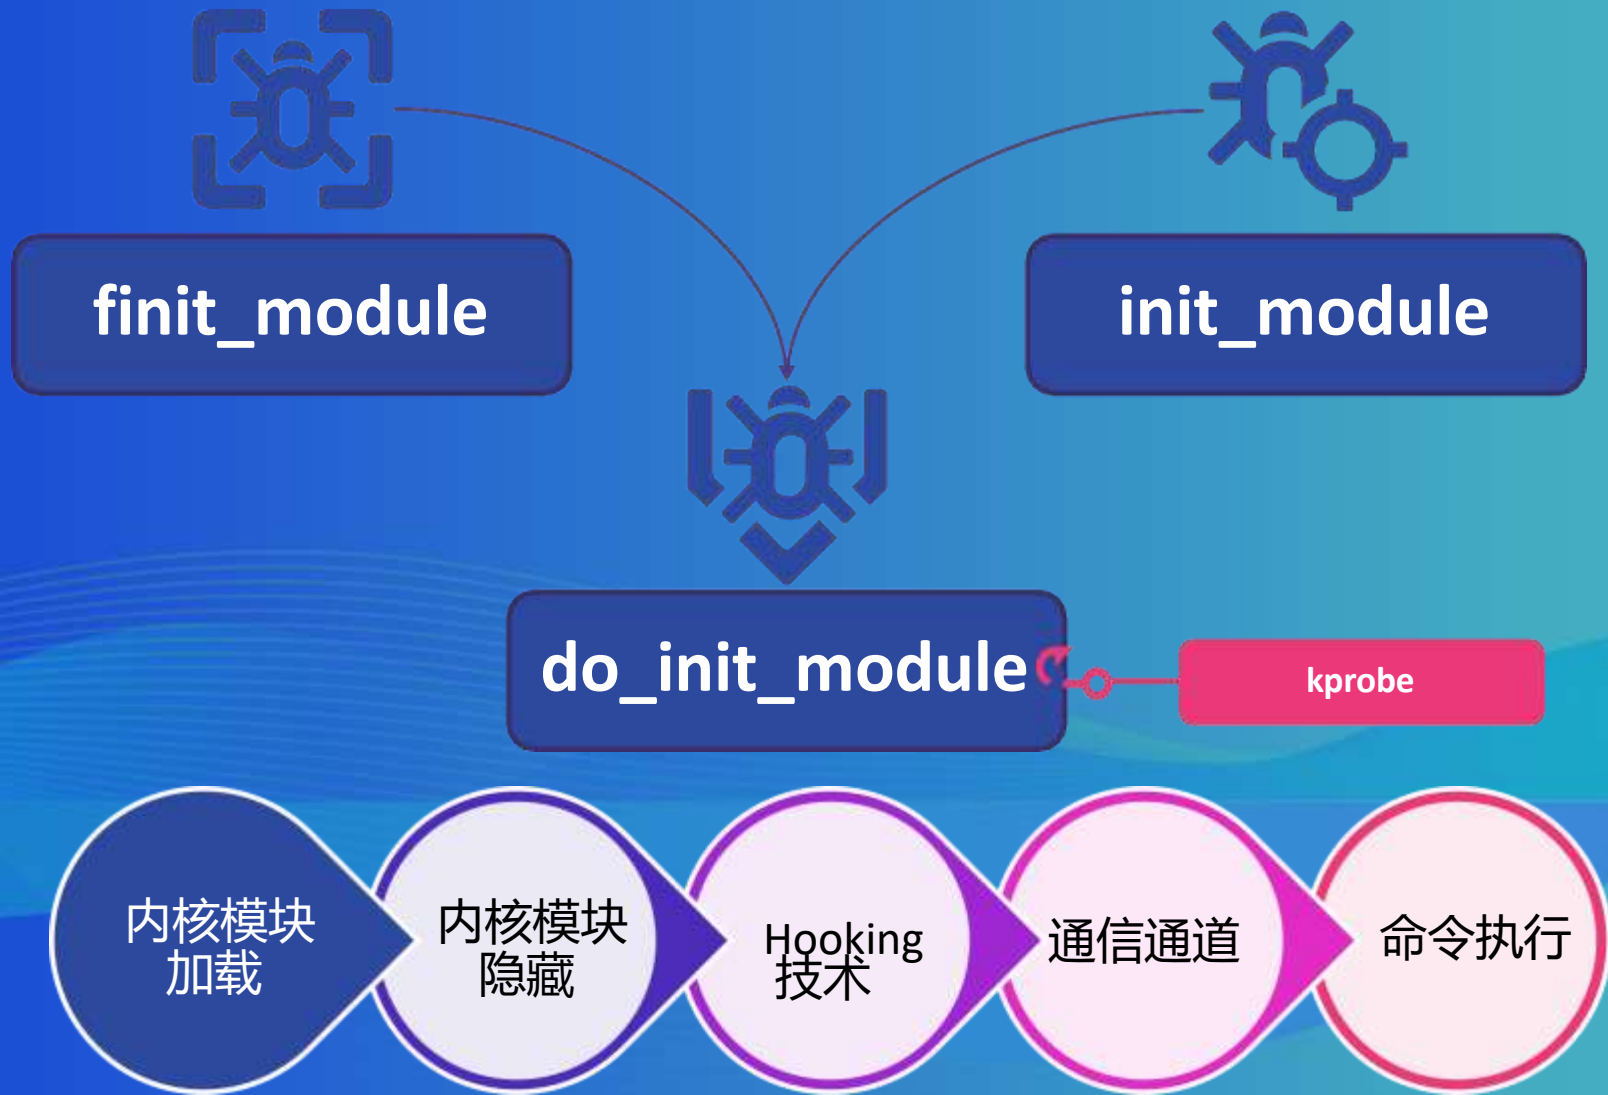 finit_module
init_module
do_init_module
kprobe
内核模块
加载
内核模块
隐藏
Hooking
技术
通信通道
命令执行